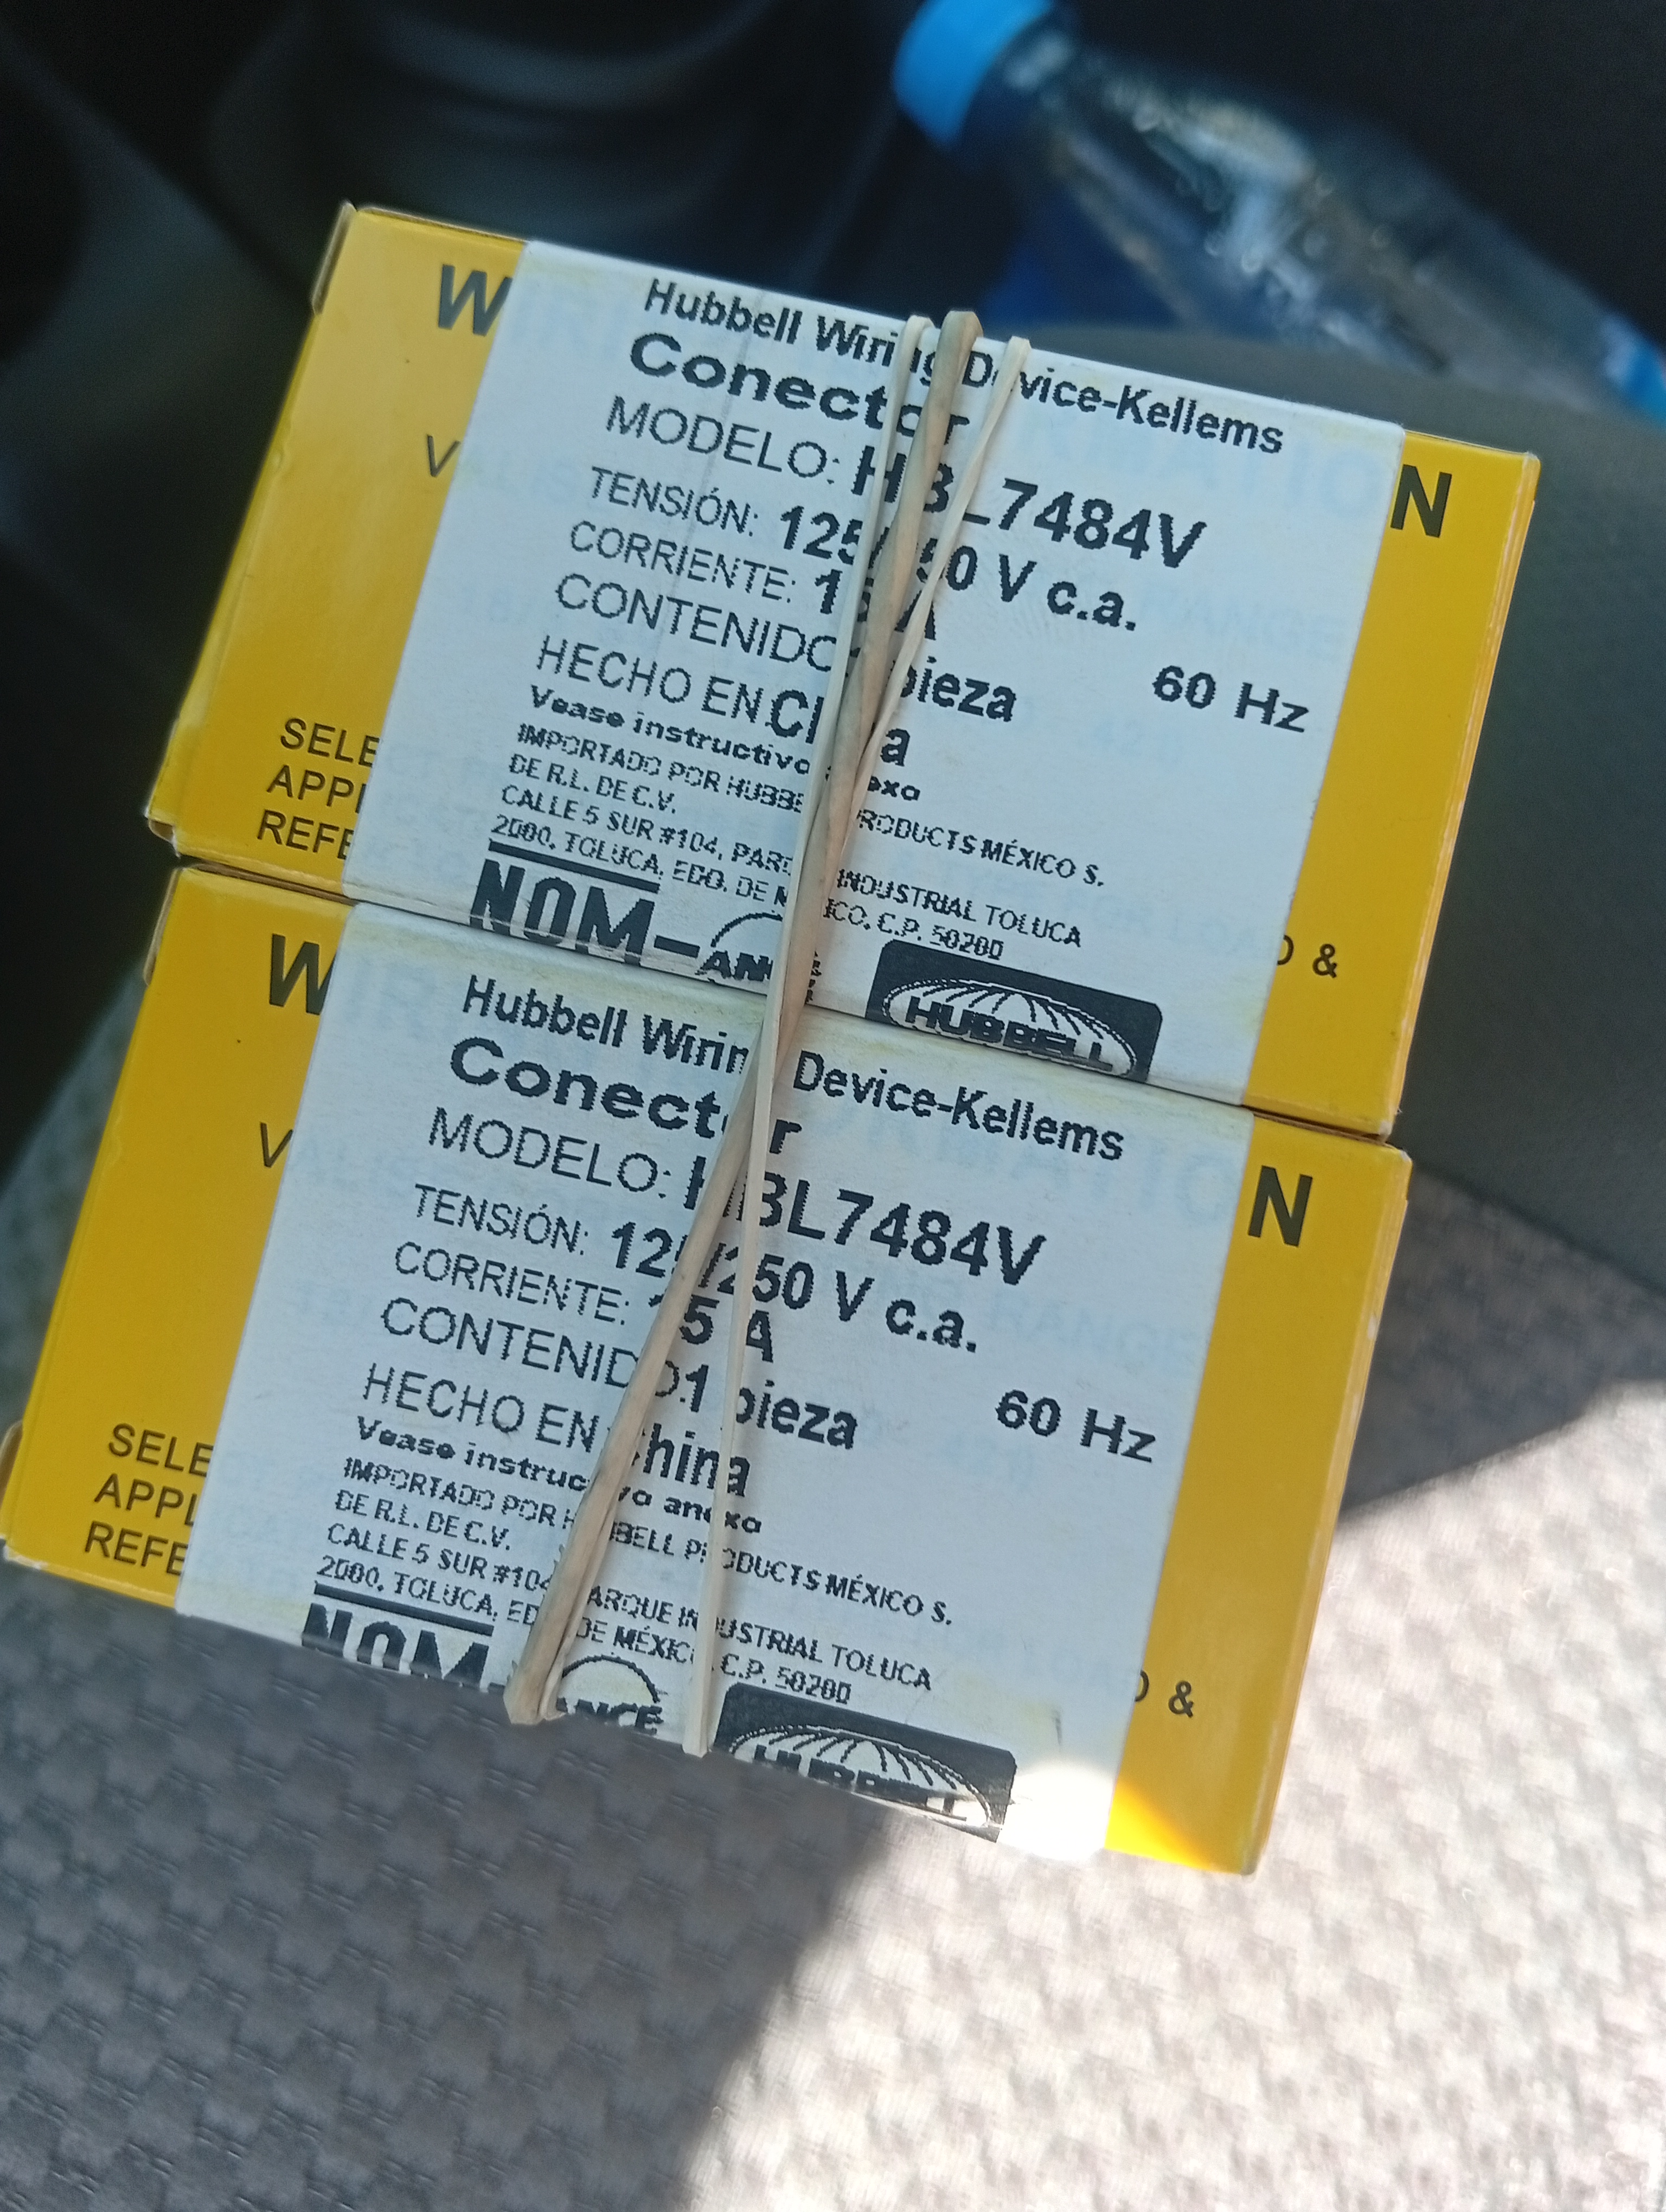 Hubbell Wiring Device-Kellems
Conector
MODELO: HBL7484V
TENSIÓN: 125/250 V c.a.
CORRIENTE: 15 A
60 Hz
CONTENIDO: 1 pieza
HECHO EN China
Vease instructivo anexo
IMPORTADO POR HUBBELL PRODUCTS MÉXICO S.
DE R.L. DE C.V.
CALLE 5 SUR #104, PARQUE INDUSTRIAL TOLUCA
2000, TOLUCA, EDO. DE MÉXICO, C.P. 50200
NOM-ANCE
HUBBELL
W
N
V
SELE
APPL
REFE
&
Hubbell Wiring Device-Kellems
Conector
MODELO: HBL7484V
TENSIÓN: 125/250 V c.a.
CORRIENTE: 15 A
60 Hz
CONTENIDO: 1 pieza
HECHO EN China
Vease instructivo anexo
IMPORTADO POR HUBBELL PRODUCTS MÉXICO S.
DE R.L. DE C.V.
CALLE 5 SUR #104, PARQUE INDUSTRIAL TOLUCA
2000, TOLUCA, EDO. DE MÉXICO, C.P. 50200
NOM-ANCE
HUBBELL
W
N
V
SELE
APPL
REFE
&